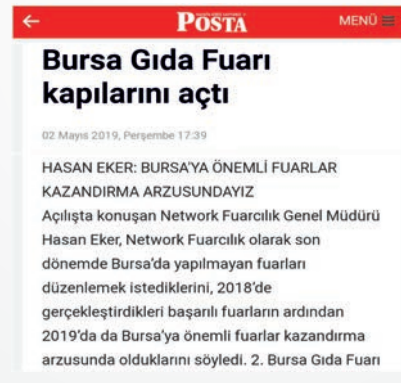 POSTA
MENÜ
Bursa Gıda Fuarı
kapılarını açtı
02 Mayıs 2019, Perşembe 17:39
HASAN EKER: BURSA'YA ÖNEMLİ FUARLAR
KAZANDIRMA ARZUSUNDAYIZ
Açılışta konuşan Network Fuarcılık Genel Müdürü
Hasan Eker, Network Fuarcılık olarak son
dönemde Bursa'da yapılmayan fuarları
düzenlemek istediklerini, 2018'de
gerçekleştirdikleri başarılı fuarların ardından
2019'da da Bursa'ya önemli fuarlar kazandırma
arzusunda olduklarını söyledi. 2. Bursa Gıda Fuarı